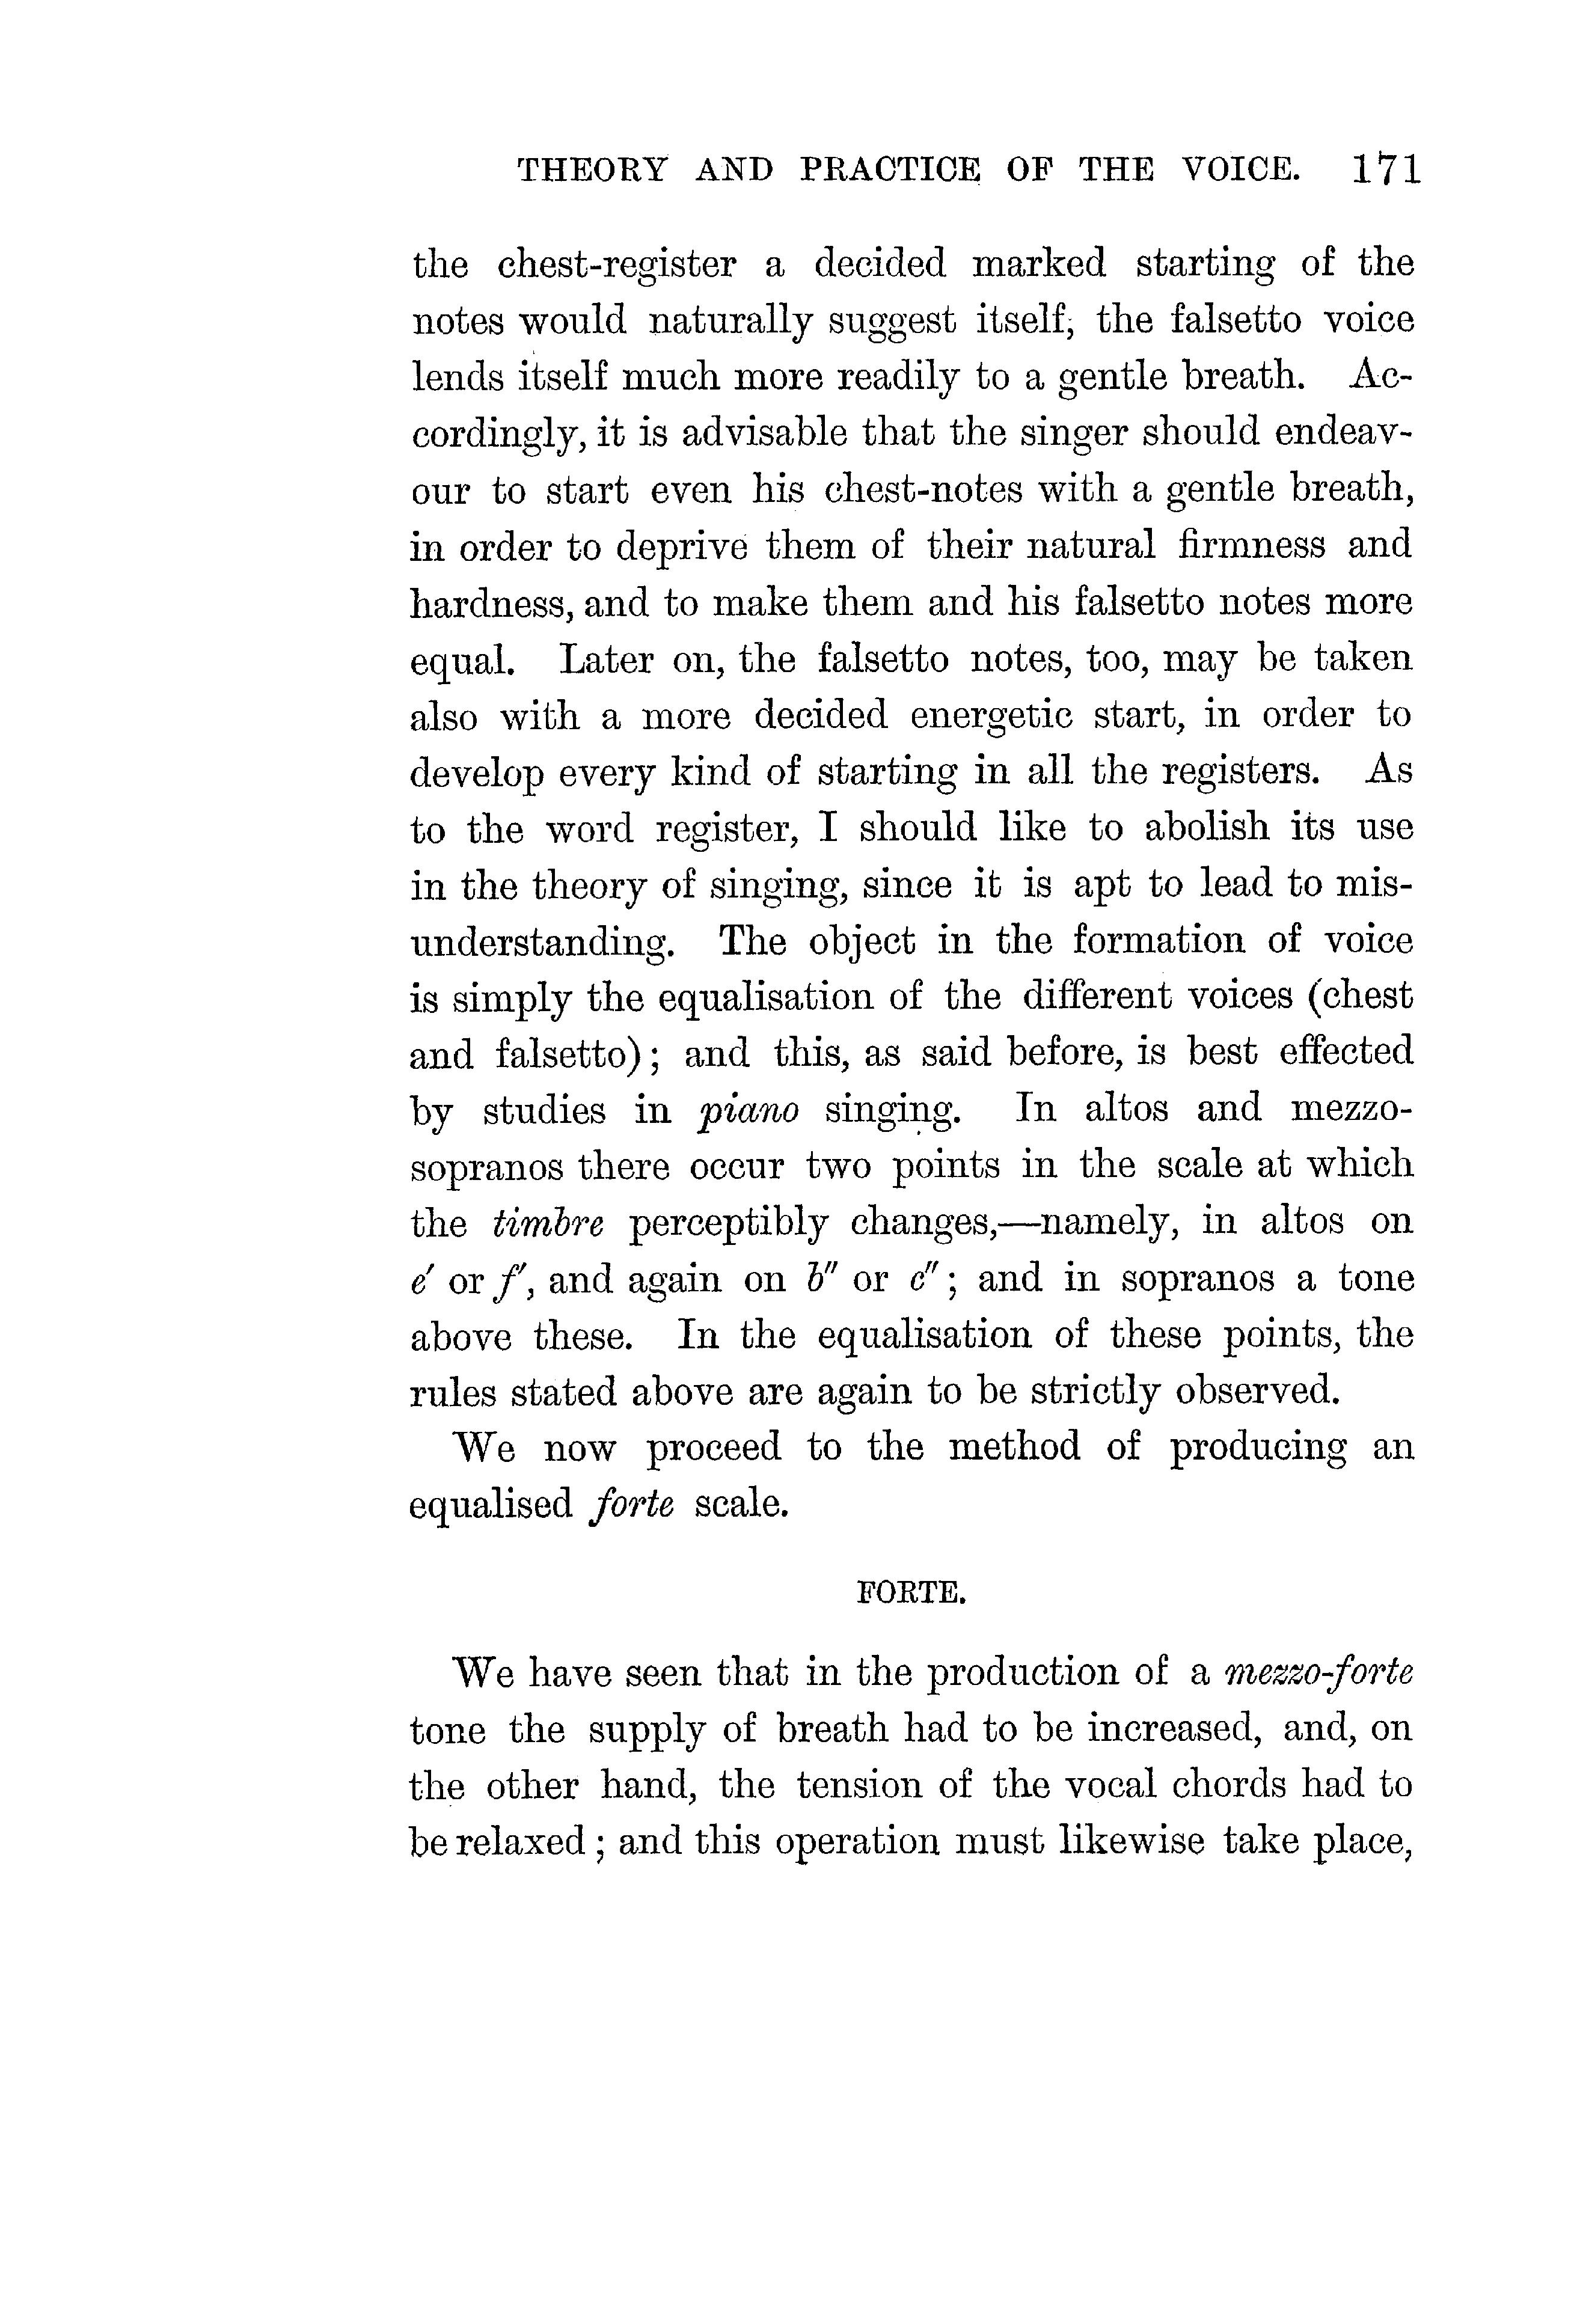 THEORY AND PRACTICE OF THE VOICE. 171
the chest-register a decided marked starting of the
notes would naturally suggest itself, the falsetto voice
lends itself much more readily to a gentle breath. Ac-
cordingly, it is advisable that the singer should endeav-
our to start even his chest-notes with a gentle breath,
in order to deprive them of their natural firmness and
hardness, and to make them and his falsetto notes more
equal. Later on, the falsetto notes, too, may be taken
also with a more decided energetic start, in order to
develop every kind of starting in all the registers. As
to the word register, I should like to abolish its use
in the theory of singing, since it is apt to lead to mis-
understanding. The object in the formation of voice
is simply the equalisation of the different voices (chest
and falsetto); and this, as said before, is best effected
by studies in piano singing. In altos and mezzo-
sopranos there occur two points in the scale at which
the timbre perceptibly changes,—namely, in altos on
e′ or f′, and again on b″ or c″; and in sopranos a tone
above these. In the equalisation of these points, the
rules stated above are again to be strictly observed.
We now proceed to the method of producing an
equalised forte scale.
FORTE.
We have seen that in the production of a mezzo-forte
tone the supply of breath had to be increased, and, on
the other hand, the tension of the vocal chords had to
be relaxed; and this operation must likewise take place,